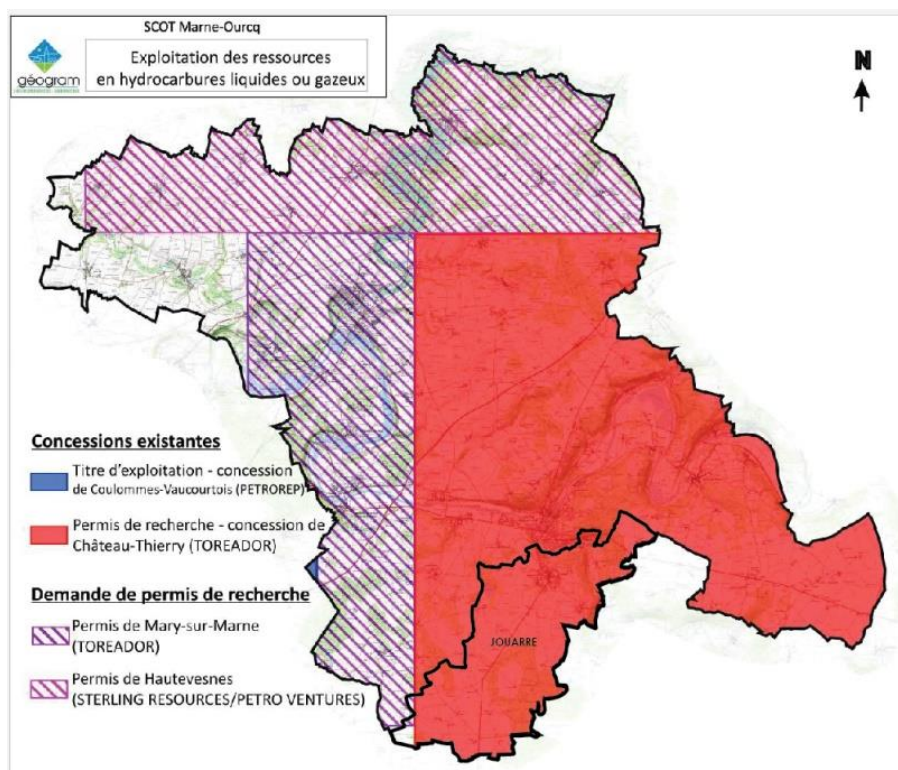 SCOT Marne-Ourcq
géogram
Exploitation des ressources
en hydrocarbures liquides ou gazeux
N
Concessions existantes
Titre d'exploitation - concession
de Coulommes-Vaucourtois (PETROREP)
Permis de recherche - concession de
Château-Thierry (TOREADOR)
Demande de permis de recherche
Permis de Mary-sur-Marne
(TOREADOR)
Permis de Hautevesnes
(STERLING RESOURCES/PETRO VENTURES)
JOUARRE